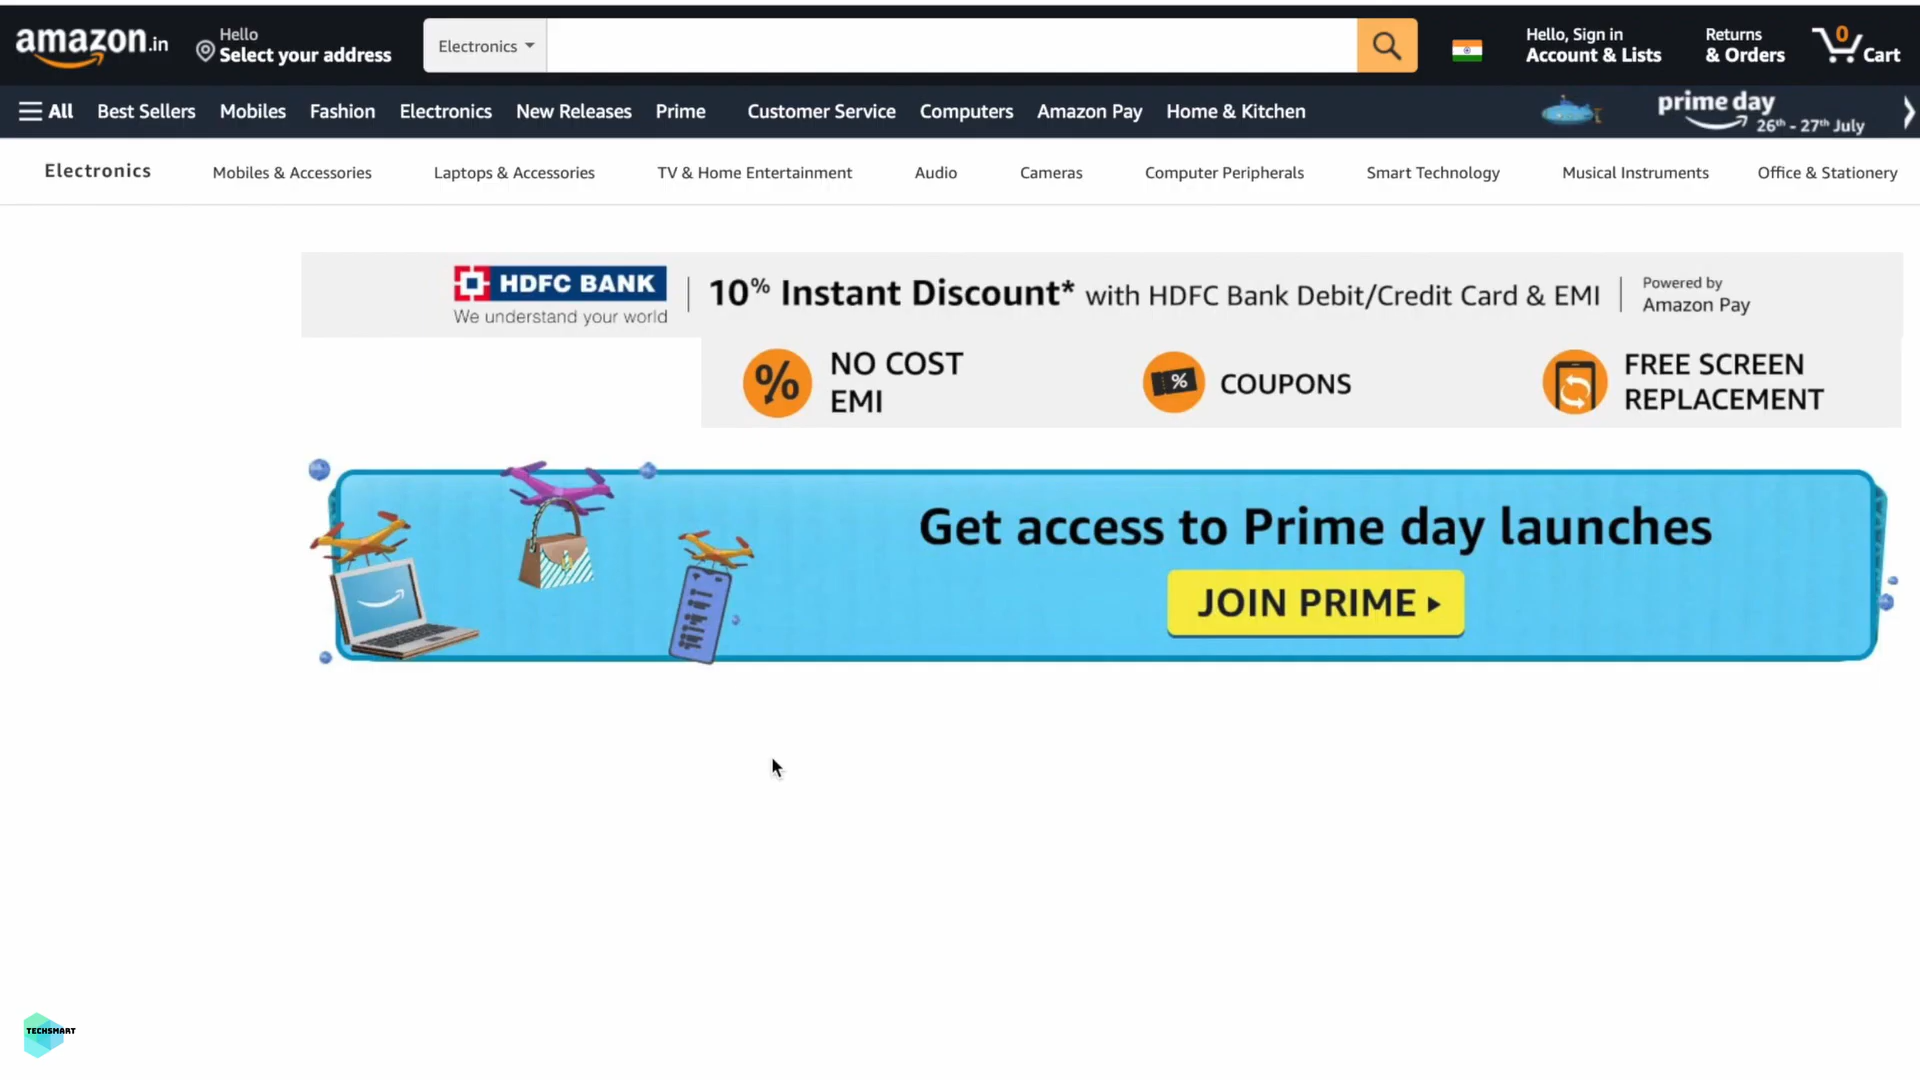 amazon.in
Hello
Select your address
Electronics
Hello, Sign in
Account & Lists
Returns
& Orders
0
Cart
All
Best Sellers
Mobiles
Fashion
Electronics
New Releases
Prime
Customer Service
Computers
Amazon Pay
Home & Kitchen
prime day
26th - 27th July
Electronics
Mobiles & Accessories
Laptops & Accessories
TV & Home Entertainment
Audio
Cameras
Computer Peripherals
Smart Technology
Musical Instruments
Office & Stationery
HDFC BANK
We understand your world
10% Instant Discount* with HDFC Bank Debit/Credit Card & EMI
Powered by
Amazon Pay
% NO COST
EMI
% COUPONS
FREE SCREEN
REPLACEMENT
Get access to Prime day launches
JOIN PRIME
TECHSMART